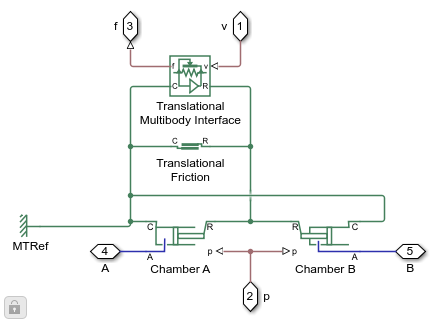 f 3
v 1
f v
C R
Translational
Multibody Interface
C R
Translational
Friction
MTRef
C R
R C
4
A
A
p
p
A
5
B
Chamber A
Chamber B
2 p